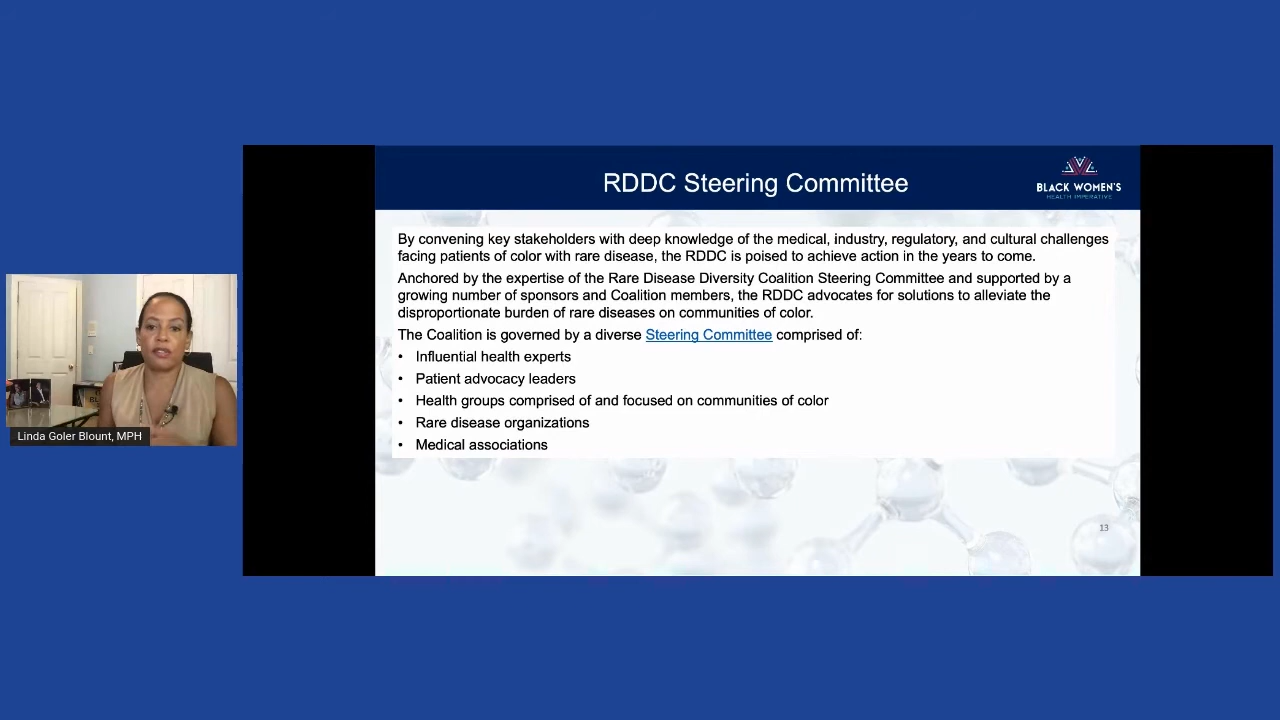 RDDC Steering Committee
BLACK WOMEN'S
HEALTH IMPERATIVE
By convening key stakeholders with deep knowledge of the medical, industry, regulatory, and cultural challenges
facing patients of color with rare disease, the RDDC is poised to achieve action in the years to come.
Anchored by the expertise of the Rare Disease Diversity Coalition Steering Committee and supported by a
growing number of sponsors and Coalition members, the RDDC advocates for solutions to alleviate the
disproportionate burden of rare diseases on communities of color.
The Coalition is governed by a diverse Steering Committee comprised of:
• Influential health experts
• Patient advocacy leaders
• Health groups comprised of and focused on communities of color
• Rare disease organizations
• Medical associations
13
Linda Goler Blount, MPH